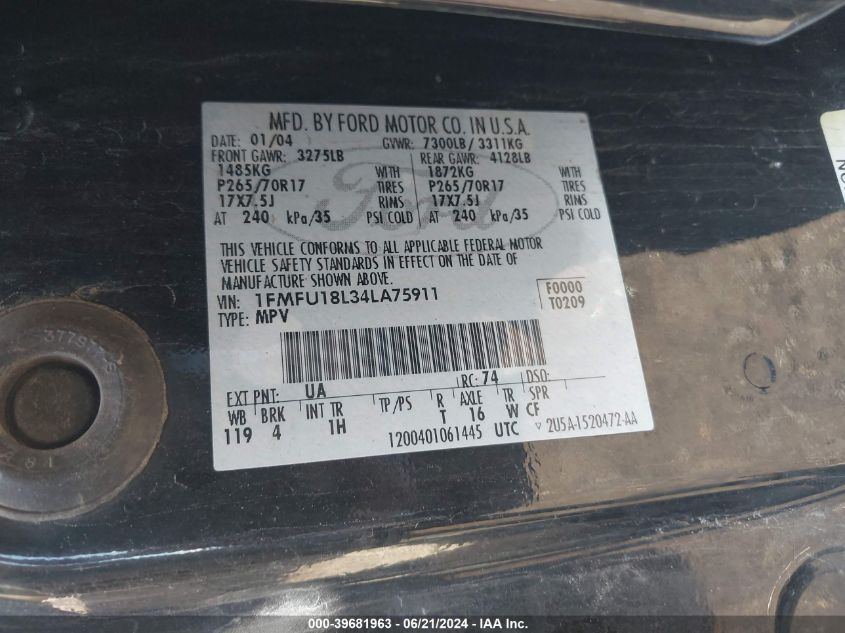 MFD. BY FORD MOTOR CO. IN U.S.A.
DATE: 01/04 GVWR: 7300LB/ 3311KG
FRONT GAWR: 3275LB REAR GAWR: 4128LB
1485KG WITH 1872KG WITH
P265/70R17 TIRES P265/70R17 TIRES
17X7.5J RIMS 17X7.5J RIMS
AT 240 kPa/35 PSI COLD AT 240 kPa/35 PSI COLD
Ford
THIS VEHICLE CONFORMS TO ALL APPLICABLE FEDERAL MOTOR
VEHICLE SAFETY STANDARDS IN EFFECT ON THE DATE OF
MANUFACTURE SHOWN ABOVE.
VIN: 1FMFU18L34LA75911 F0000
TYPE: MPV T0209
EXT PNT: UA RC: 74 DSO:
WB BRK INT TR TP/PS R AXLE TR SPR
119 4 1H T 16 W CF
1200401061445 UTC ▽ 2U5A-1520472-AA
000-39681963 - 06/21/2024 - IAA Inc.